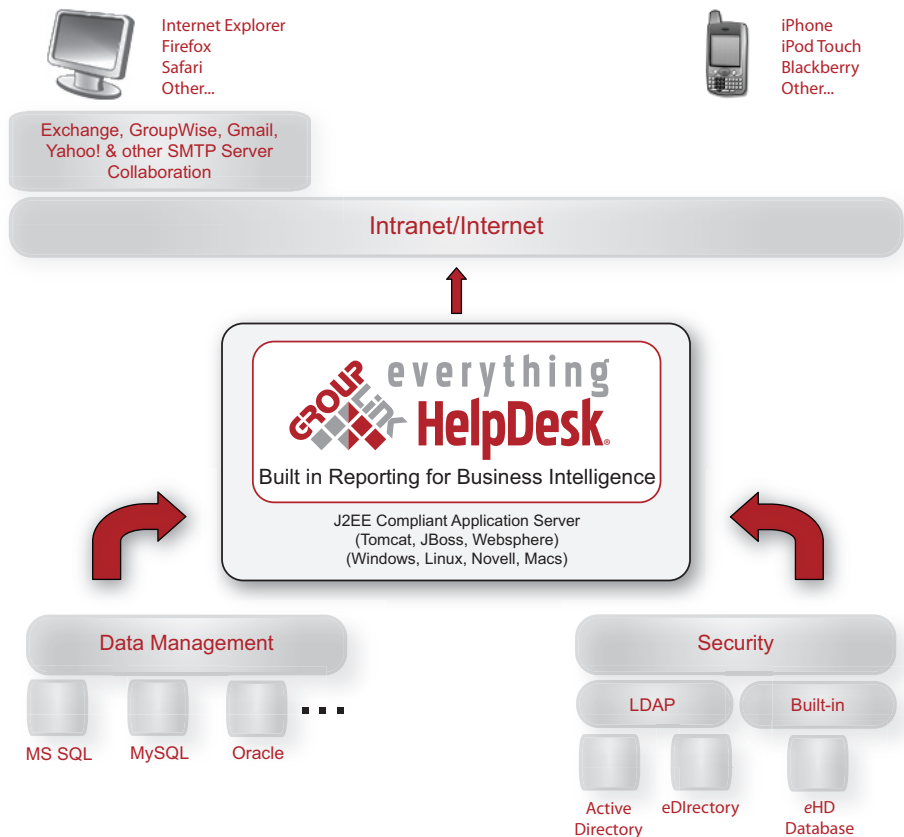 Internet Explorer
Firefox
Safari
Other...
iPhone
iPod Touch
Blackberry
Other...
Exchange, GroupWise, Gmail,
Yahoo! & other SMTP Server
Collaboration
Intranet/Internet
GROUP
LINK
everything
HelpDesk®
Built in Reporting for Business Intelligence
J2EE Compliant Application Server
(Tomcat, JBoss, Websphere)
(Windows, Linux, Novell, Macs)
Data Management
MS SQL
MySQL
Oracle
...
Security
LDAP
Built-in
Active
Directory
eDIrectory
eHD
Database